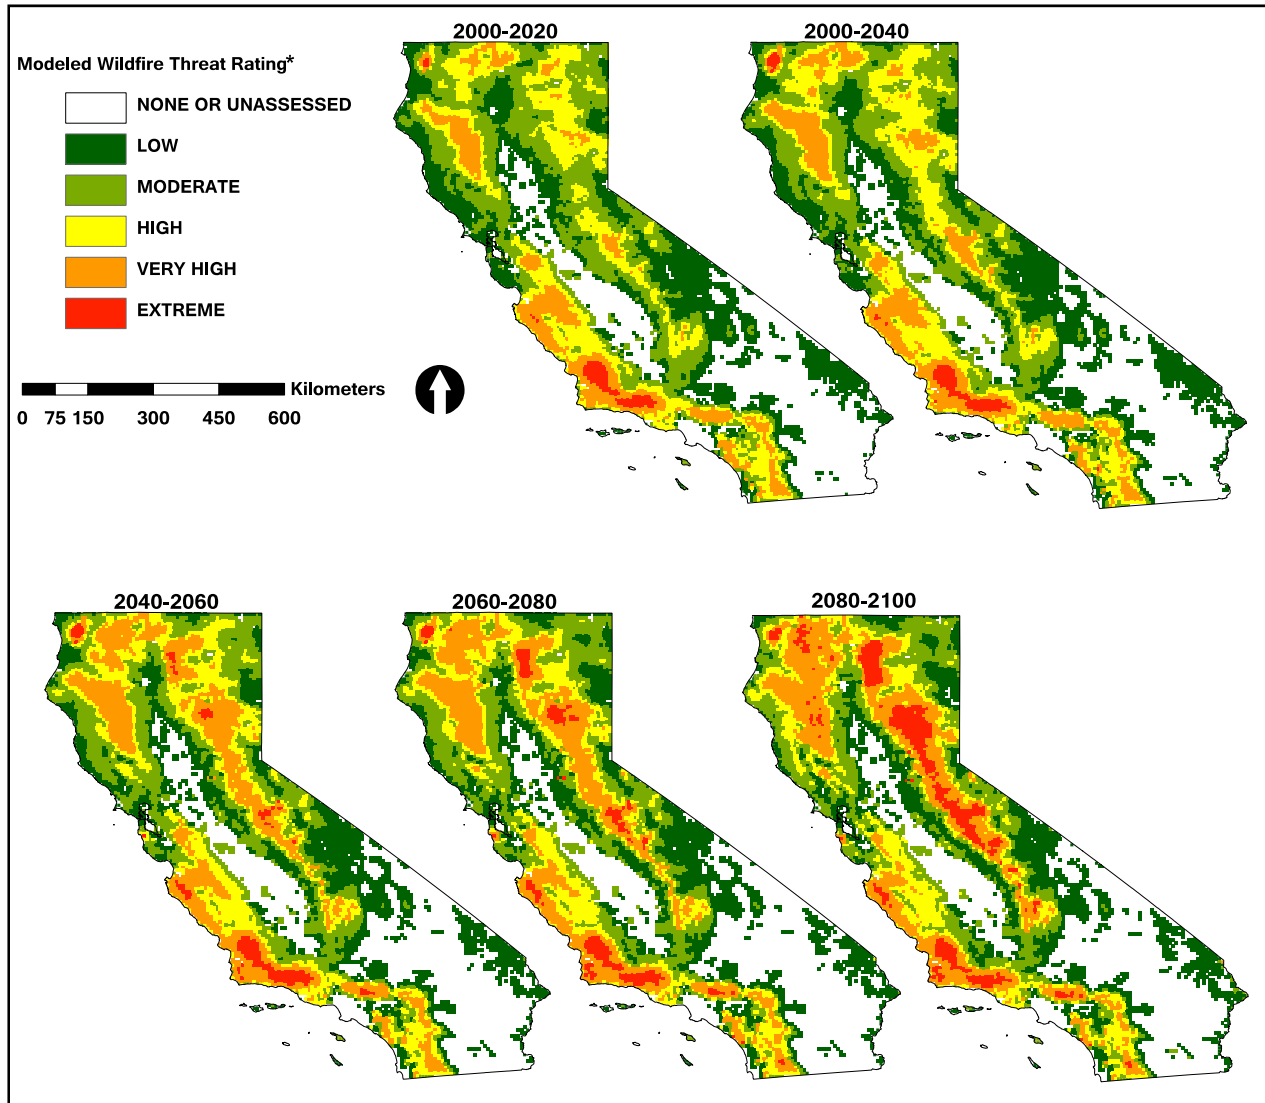 2000-2020
2000-2040
Modeled Wildfire Threat Rating*
NONE OR UNASSESSED
LOW
MODERATE
HIGH
VERY HIGH
EXTREME
Kilometers
0 75 150 300 450 600
2040-2060
2060-2080
2080-2100